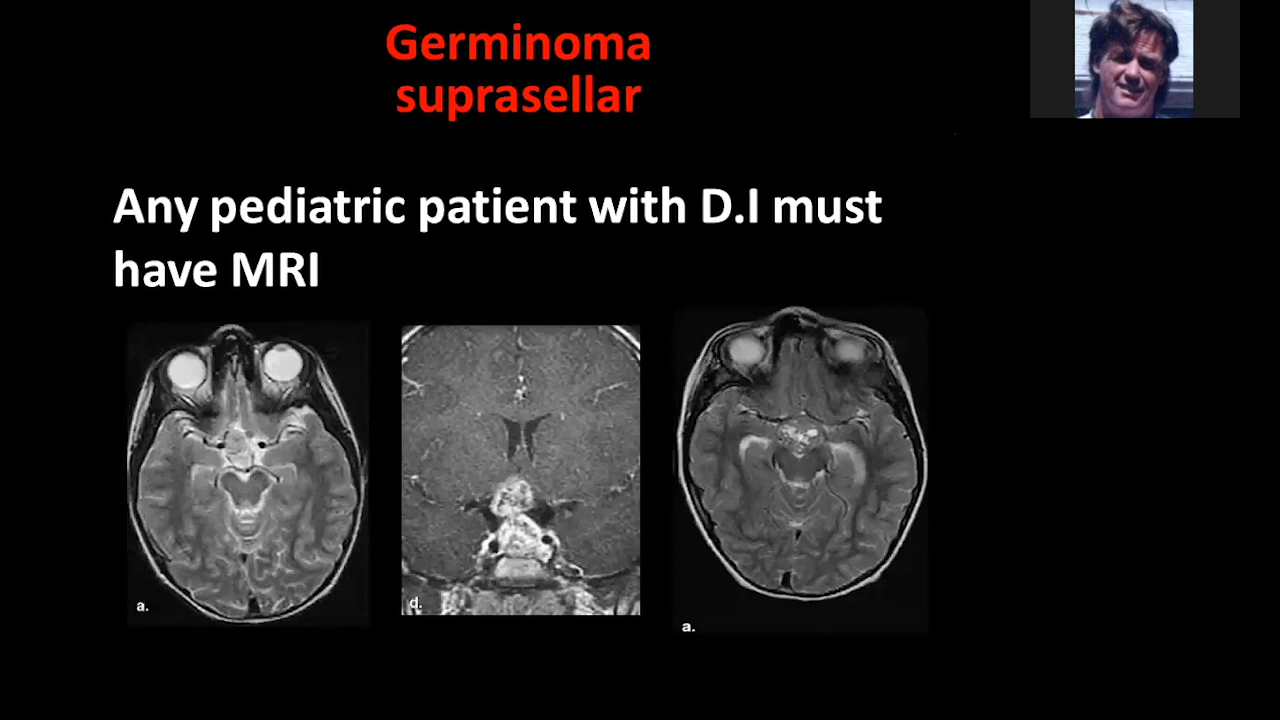 Germinoma
suprasellar
Any pediatric patient with D.I must
have MRI
a.
d.
a.